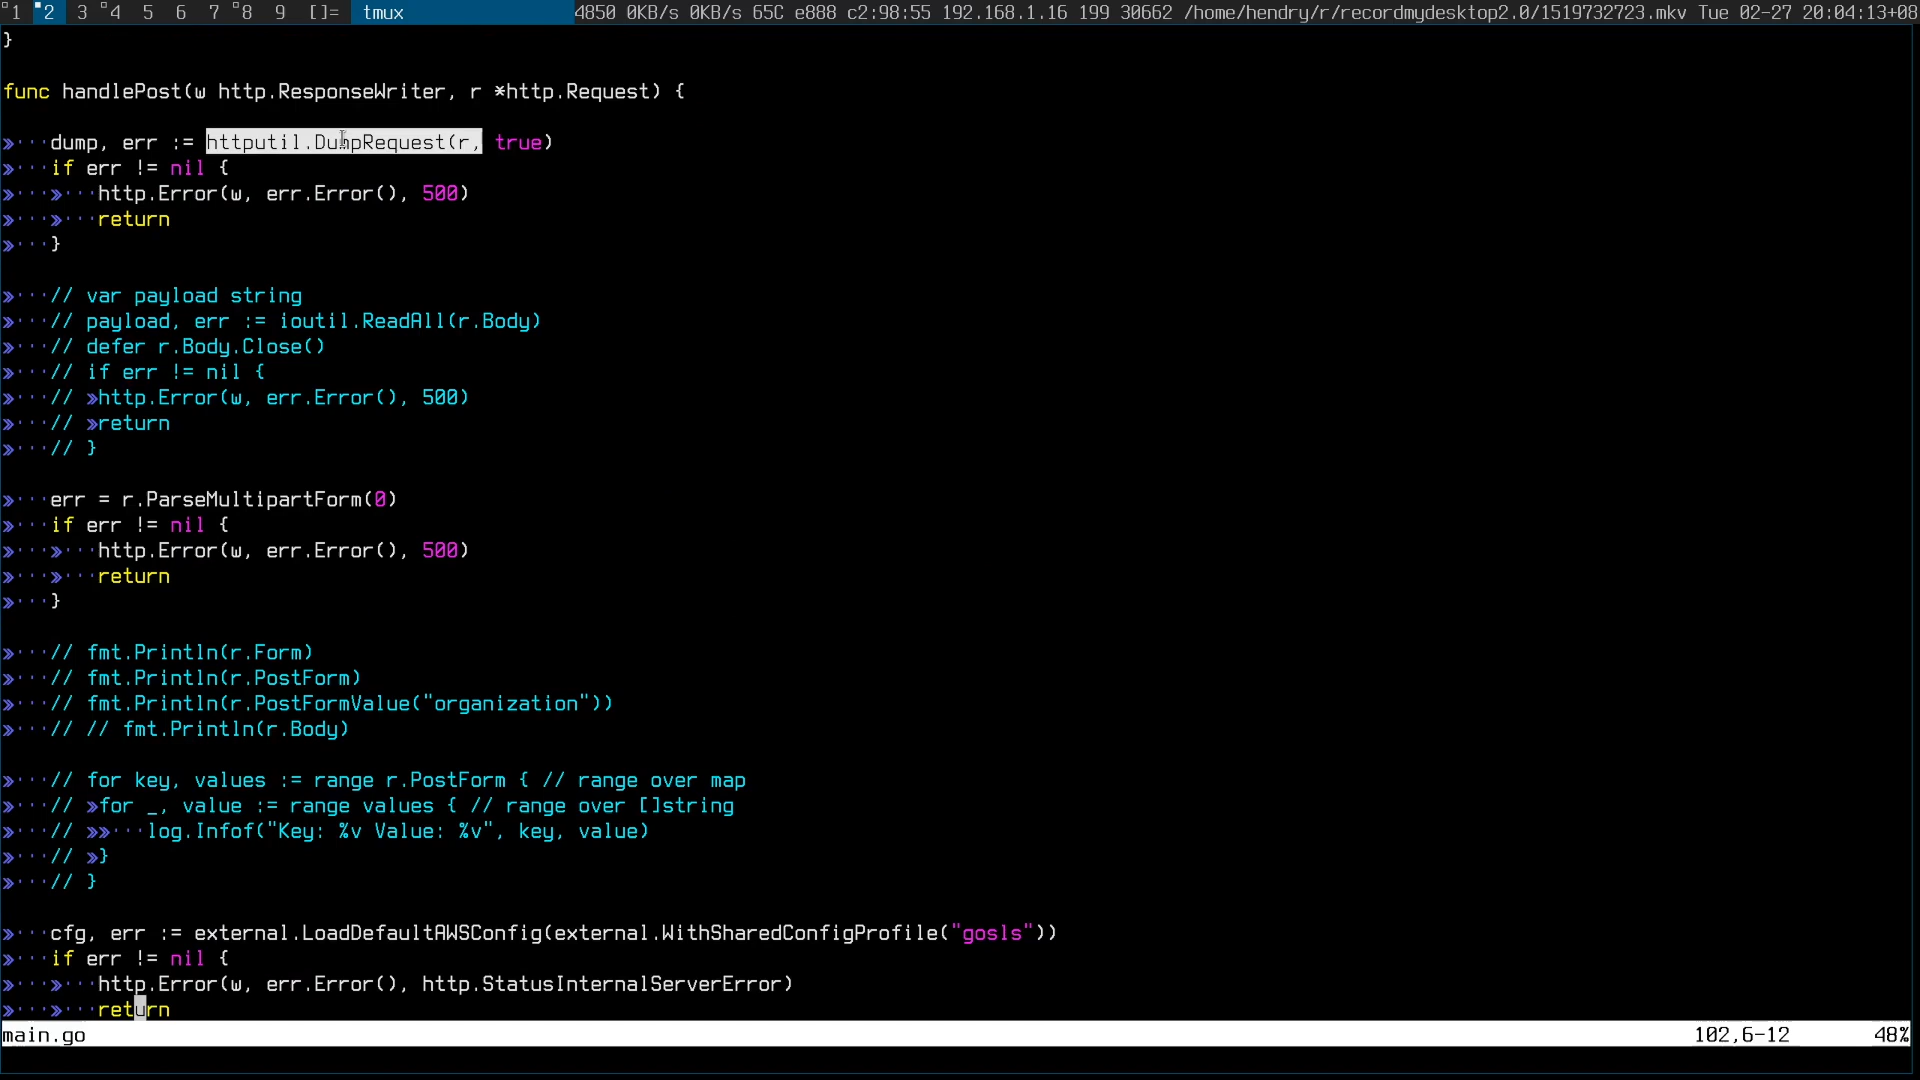 1 2 3 4 5 6 7 8 9 []= tmux 4850 0KB/s 0KB/s 65C e888 c2:98:55 192.168.1.16 199 30662 /home/hendry/r/recordmydesktop2.0/1519732723.mkv Tue 02-27 20:04:13+08
}
func handlePost(w http.ResponseWriter, r *http.Request) {
»···dump, err := httputil.DumpRequest(r, true)
»···if err != nil {
»···»···http.Error(w, err.Error(), 500)
»···»···return
»···}
»···// var payload string
»···// payload, err := ioutil.ReadAll(r.Body)
»···// defer r.Body.Close()
»···// if err != nil {
»···// »http.Error(w, err.Error(), 500)
»···// »return
»···// }
»···err = r.ParseMultipartForm(0)
»···if err != nil {
»···»···http.Error(w, err.Error(), 500)
»···»···return
»···}
»···// fmt.Println(r.Form)
»···// fmt.Println(r.PostForm)
»···// fmt.Println(r.PostFormValue("organization"))
»···// // fmt.Println(r.Body)
»···// for key, values := range r.PostForm { // range over map
»···// »for _, value := range values { // range over []string
»···// »»···log.Infof("Key: %v Value: %v", key, value)
»···// »}
»···// }
»···cfg, err := external.LoadDefaultAWSConfig(external.WithSharedConfigProfile("gosls"))
»···if err != nil {
»···»···http.Error(w, err.Error(), http.StatusInternalServerError)
»···»···return
main.go 102,6-12 48%